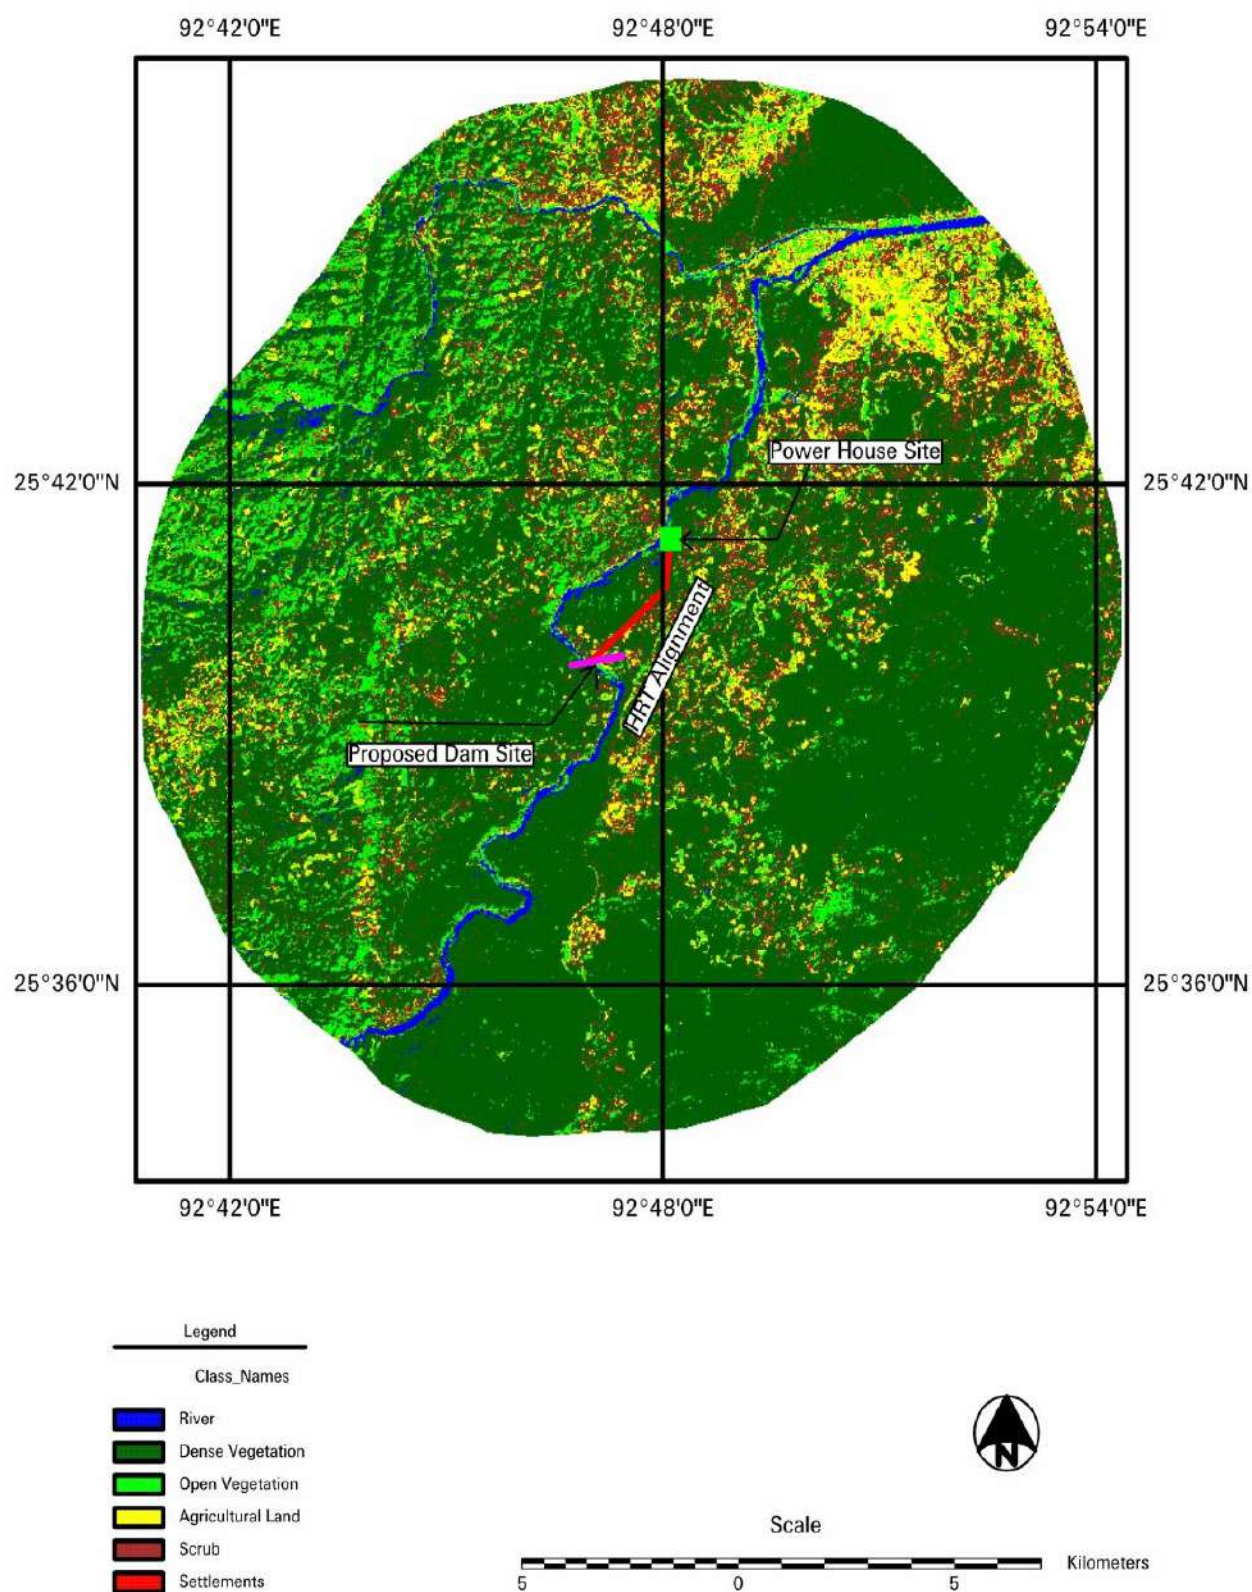 92°42'0"E 92°48'0"E 92°54'0"E
Power House Site
25°42'0"N 25°42'0"N
HRT Alignment
Proposed Dam Site
25°36'0"N 25°36'0"N
92°42'0"E 92°48'0"E 92°54'0"E
Legend
Class_Names
River
Dense Vegetation
Open Vegetation
Agricultural Land
Scrub
Settlements
N
Scale
Kilometers
5 0 5